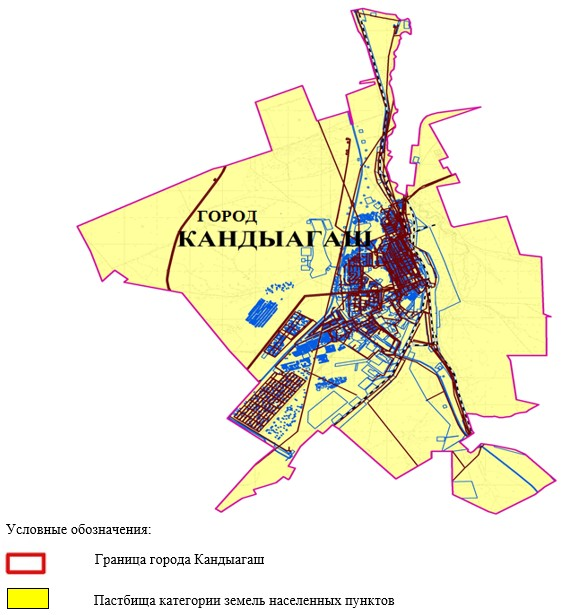 ГОРОД
КАНДЫАГАШ
Условные обозначения:
Граница города Кандыагаш
Пастбища категории земель населенных пунктов